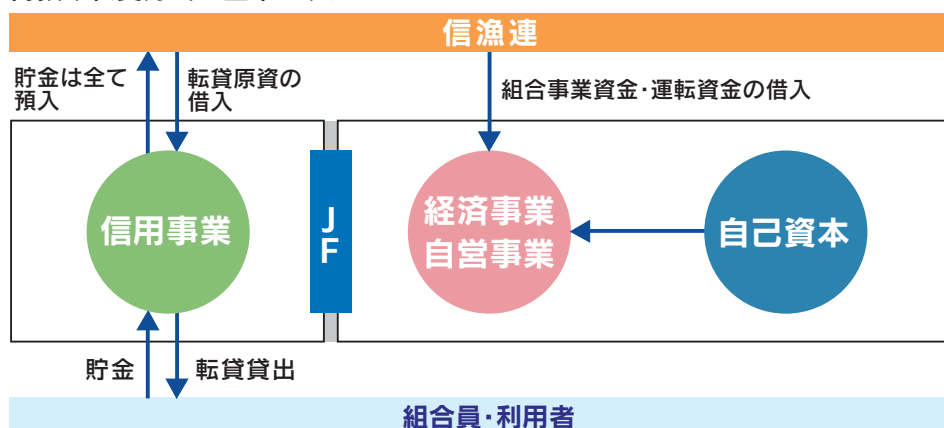 信漁連
貯金は全て
預入
転貸原資の
借入
組合事業資金・運転資金の借入
信用事業
JF
経済事業
自営事業
自己資本
貯金
転貸貸出
組合員・利用者